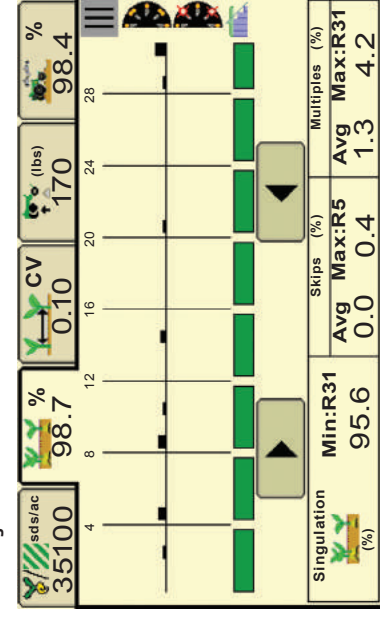 sds/ac
35100
%
98.7
CV
0.10
(lbs)
170
%
98.4
4 8 12 16 20 24 28
Singulation
(%)
Min:R31
95.6
Skips (%)
Avg Max:R5
0.0 0.4
Multiples (%)
Avg Max:R31
1.3 4.2